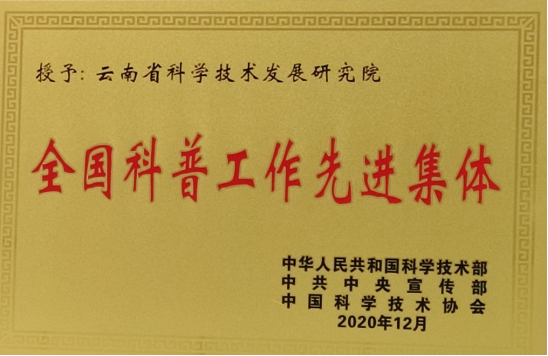 授予: 云南省科学技术发展研究院
全国科普工作先进集体
中华人民共和国科学技术部
中共中央宣传部
中国科学技术协会
2020年12月